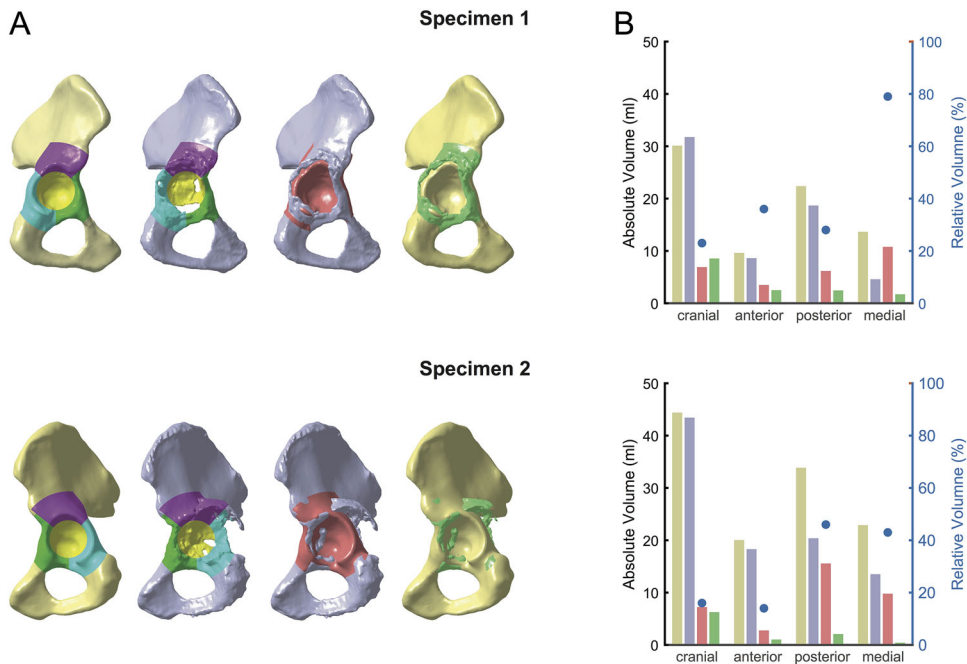 A
Specimen 1
B
50
40
30
20
10
0
Absolute Volume (ml)
100
80
60
40
20
0
Relative Volumne (%)
cranial anterior posterior medial
Specimen 2
50
40
30
20
10
0
Absolute Volume (ml)
100
80
60
40
20
0
Relative Volumne (%)
cranial anterior posterior medial